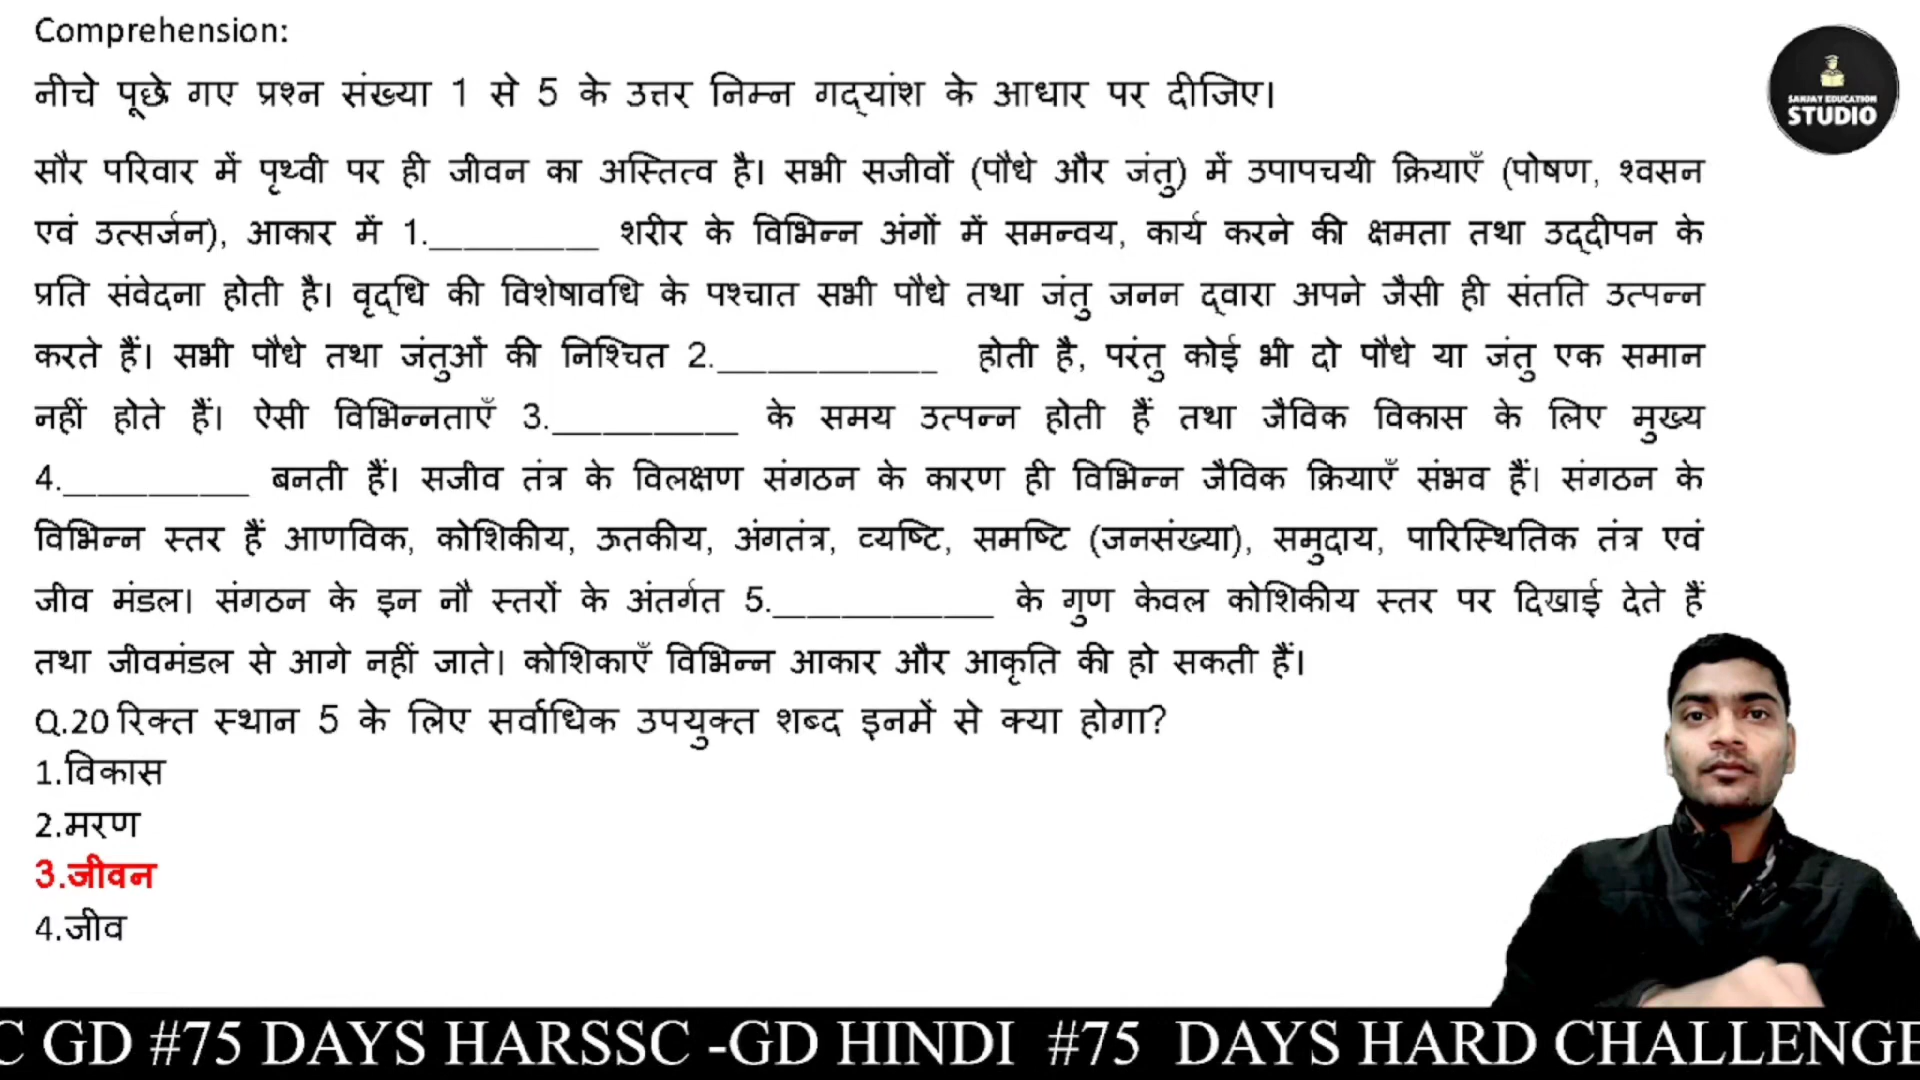 Comprehension:
SANJAY EDUCATION
STUDIO
नीचे पूछे गए प्रश्न संख्या 1 से 5 के उत्तर निम्न गद्यांश के आधार पर दीजिए।
सौर परिवार में पृथ्वी पर ही जीवन का अस्तित्व है। सभी सजीवों (पौधे और जंतु) में उपापचयी क्रियाएँ (पोषण, श्वसन
एवं उत्सर्जन), आकार में 1.__________ शरीर के विभिन्न अंगों में समन्वय, कार्य करने की क्षमता तथा उद्दीपन के
प्रति संवेदना होती है। वृद्धि की विशेषावधि के पश्चात सभी पौधे तथा जंतु जनन द्वारा अपने जैसी ही संतति उत्पन्न
करते हैं। सभी पौधे तथा जंतुओं की निश्चित 2._____________ होती है, परंतु कोई भी दो पौधे या जंतु एक समान
नहीं होते हैं। ऐसी विभिन्नताएँ 3.___________ के समय उत्पन्न होती हैं तथा जैविक विकास के लिए मुख्य
4.___________ बनती हैं। सजीव तंत्र के विलक्षण संगठन के कारण ही विभिन्न जैविक क्रियाएँ संभव हैं। संगठन के
विभिन्न स्तर हैं आणविक, कोशिकीय, ऊतकीय, अंगतंत्र, व्यष्टि, समष्टि (जनसंख्या), समुदाय, पारिस्थितिक तंत्र एवं
जीव मंडल। संगठन के इन नौ स्तरों के अंतर्गत 5._____________ के गुण केवल कोशिकीय स्तर पर दिखाई देते हैं
तथा जीवमंडल से आगे नहीं जाते। कोशिकाएँ विभिन्न आकार और आकृति की हो सकती हैं।
Q.20 रिक्त स्थान 5 के लिए सर्वाधिक उपयुक्त शब्द इनमें से क्या होगा?
1.विकास
2.मरण
3.जीवन
4.जीव
C GD #75 DAYS HARSSC -GD HINDI #75 DAYS HARD CHALLENGE